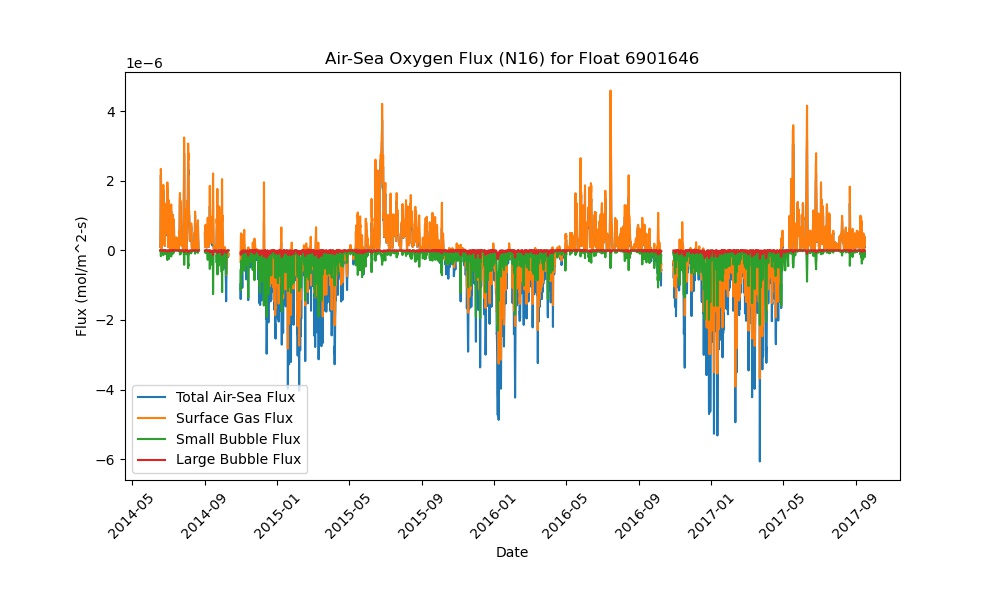 Air-Sea Oxygen Flux (N16) for Float 6901646
1e−6
4
2
0
−2
−4
−6
Flux (mol/m^2-s)
Total Air-Sea Flux
Surface Gas Flux
Small Bubble Flux
Large Bubble Flux
2014-05
2014-09
2015-01
2015-05
2015-09
2016-01
2016-05
2016-09
2017-01
2017-05
2017-09
Date